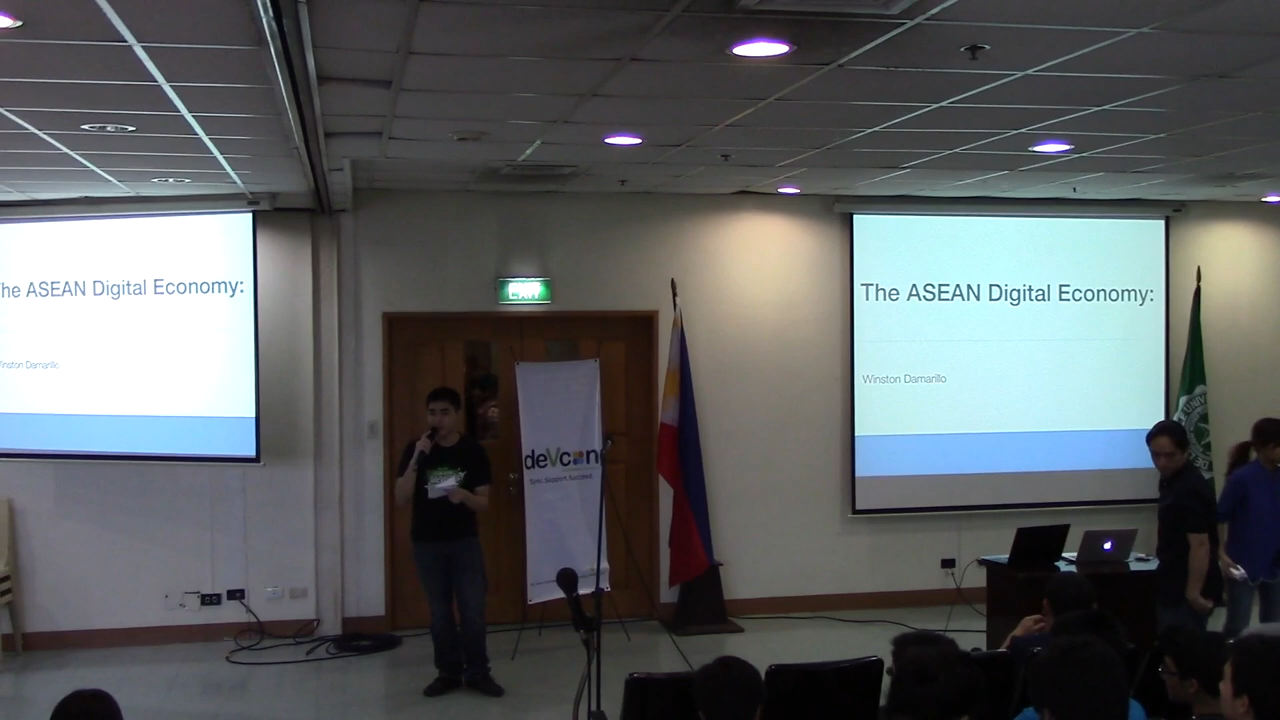 The ASEAN Digital Economy:
Winston Damarillo
EXIT
devcon
Sync. Support. Succeed.
The ASEAN Digital Economy:
Winston Damarillo